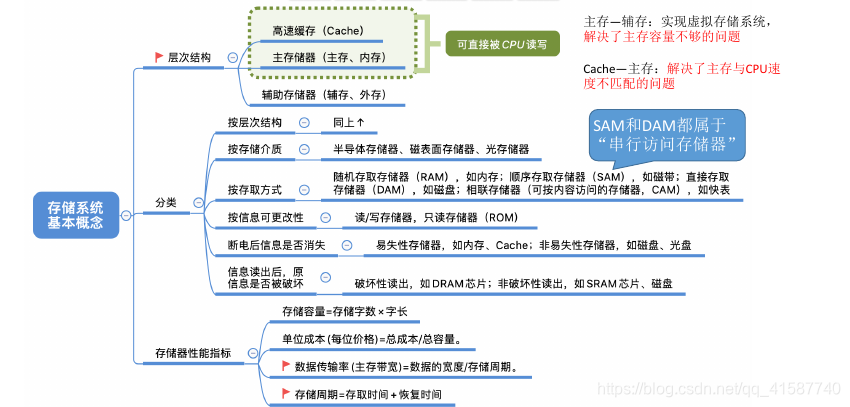 高速缓存（Cache）
层次结构
主存储器（主存、内存）
可直接被CPU读写
辅助存储器（辅存、外存）
主存—辅存：实现虚拟存储系统，
解决了主存容量不够的问题
Cache—主存：解决了主存与CPU速
度不匹配的问题
SAM和DAM都属于
“串行访问存储器”
存储系统
基本概念
分类
按层次结构
同上↑
按存储介质
半导体存储器、磁表面存储器、光存储器
按存取方式
随机存取存储器（RAM），如内存；顺序存取存储器（SAM），如磁带；直接存取
存储器（DAM），如磁盘；相联存储器（可按内容访问的存储器，CAM），如快表
按信息可更改性
读/写存储器，只读存储器（ROM）
断电后信息是否消失
易失性存储器，如内存、Cache；非易失性存储器，如磁盘、光盘
信息读出后，原
信息是否被破坏
破坏性读出，如DRAM芯片；非破坏性读出，如SRAM芯片、磁盘
存储器性能指标
存储容量=存储字数×字长
单位成本(每位价格)=总成本/总容量。
数据传输率(主存带宽)=数据的宽度/存储周期。
存储周期=存取时间+恢复时间
https://blog.csdn.net/qq_41587740